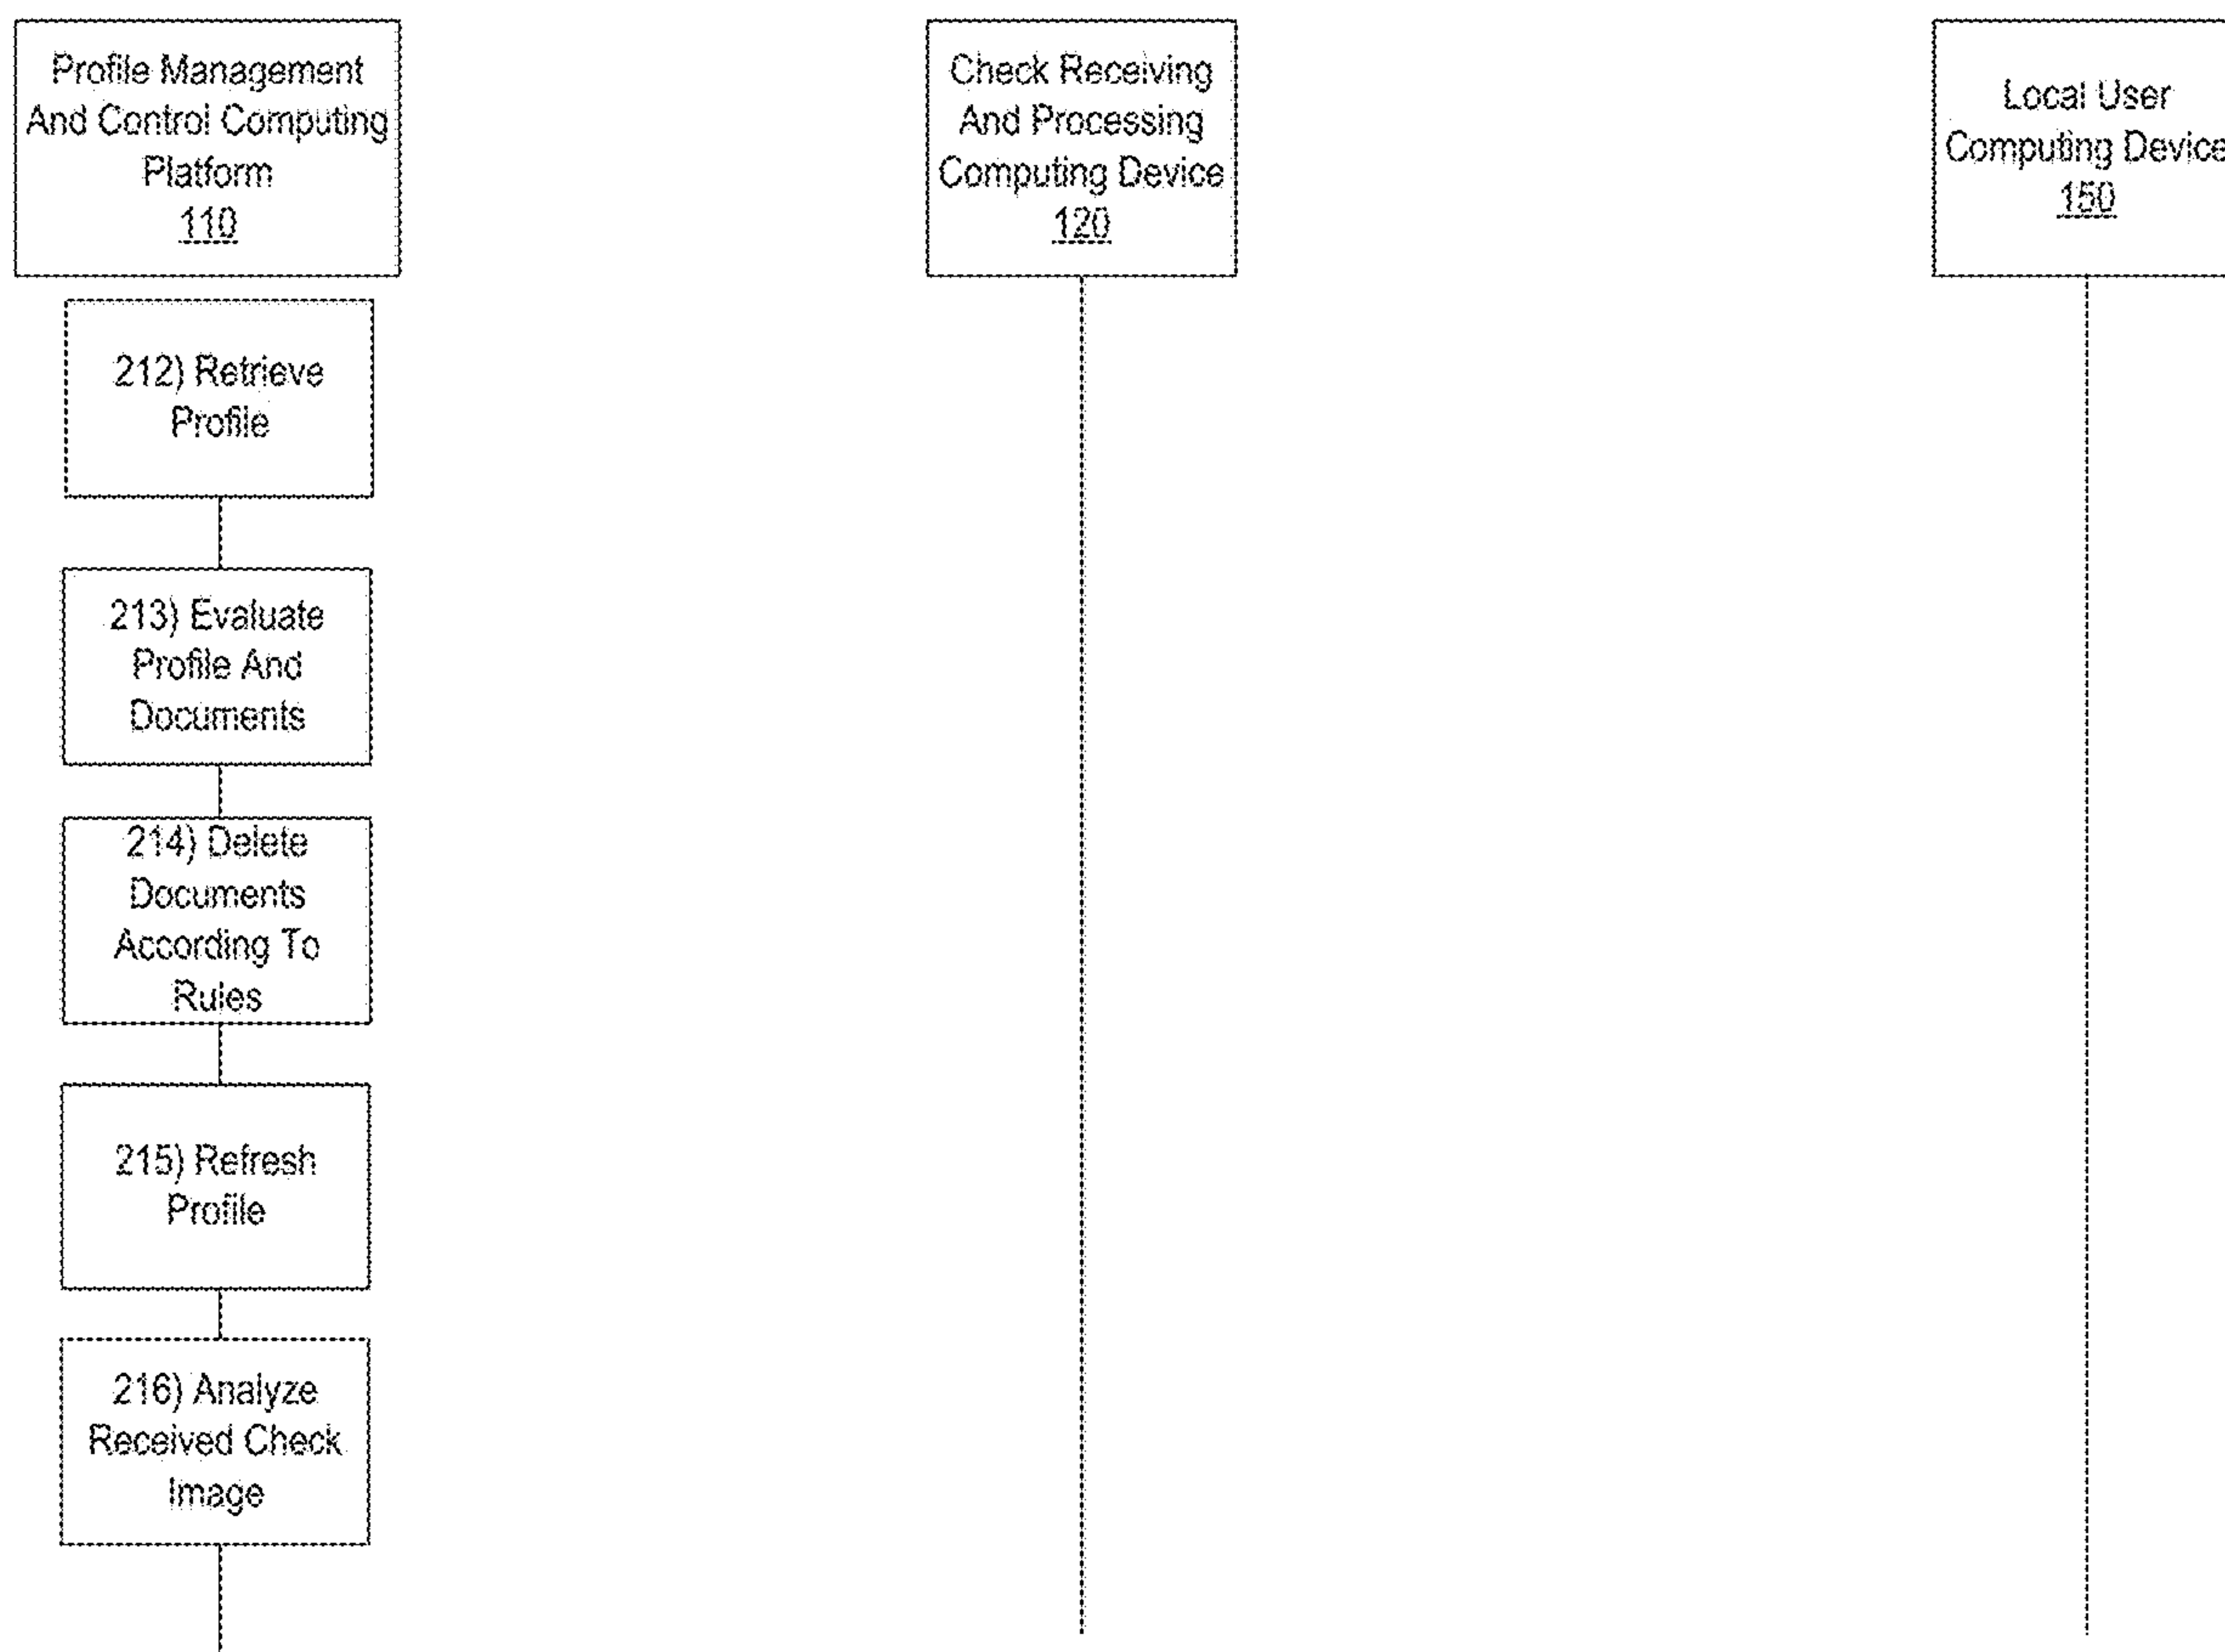 Profile Management
And Control Computing
Platform
110
Check Receiving
And Processing
Computing Device
120
Local User
Computing Device
150
212) Retrieve
Profile
213) Evaluate
Profile And
Documents
214) Delete
Documents
According To
Rules
215) Refresh
Profile
216) Analyze
Received Check
Image